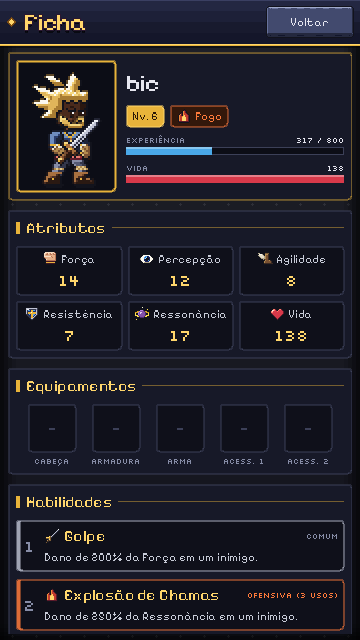 Ficha
Voltar
bic
Nv. 6
Fogo
EXPERIÊNCIA 317 / 800
VIDA 138
Atributos
Força Percepção Agilidade
14 12 8
Resistência Ressonância Vida
7 17 138
Equipamentos
- - - - -
CABEÇA ARMADURA ARMA ACESS. 1 ACESS. 2
Habilidades
1 Golpe COMUM
Dano de 200% da Força em um inimigo.
2 Explosão de Chamas OFENSIVA (3 USOS)
Dano de 280% da Ressonância em um inimigo.